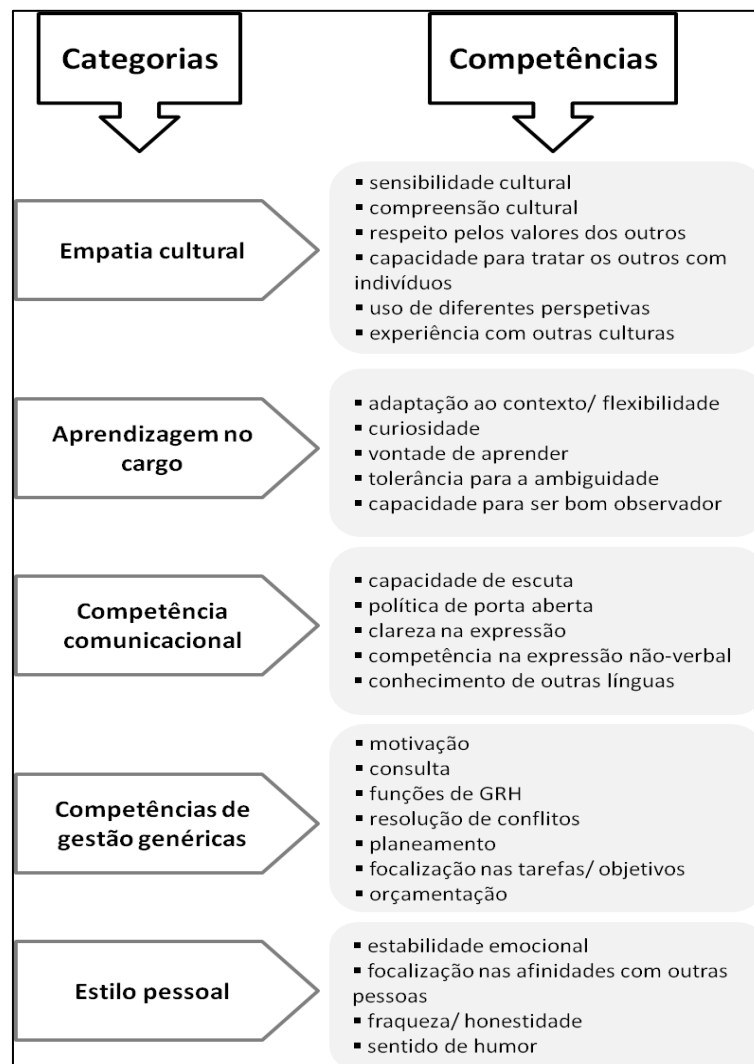 Categorias
Competências
Empatia cultural
▪ sensibilidade cultural
▪ compreensão cultural
▪ respeito pelos valores dos outros
▪ capacidade para tratar os outros com
indivíduos
▪ uso de diferentes perspetivas
▪ experiência com outras culturas
Aprendizagem no
cargo
▪ adaptação ao contexto/ flexibilidade
▪ curiosidade
▪ vontade de aprender
▪ tolerância para a ambiguidade
▪ capacidade para ser bom observador
Competência
comunicacional
▪ capacidade de escuta
▪ política de porta aberta
▪ clareza na expressão
▪ competência na expressão não-verbal
▪ conhecimento de outras línguas
Competências de
gestão genéricas
▪ motivação
▪ consulta
▪ funções de GRH
▪ resolução de conflitos
▪ planeamento
▪ focalização nas tarefas/ objetivos
▪ orçamentação
Estilo pessoal
▪ estabilidade emocional
▪ focalização nas afinidades com outras
pessoas
▪ fraqueza/ honestidade
▪ sentido de humor